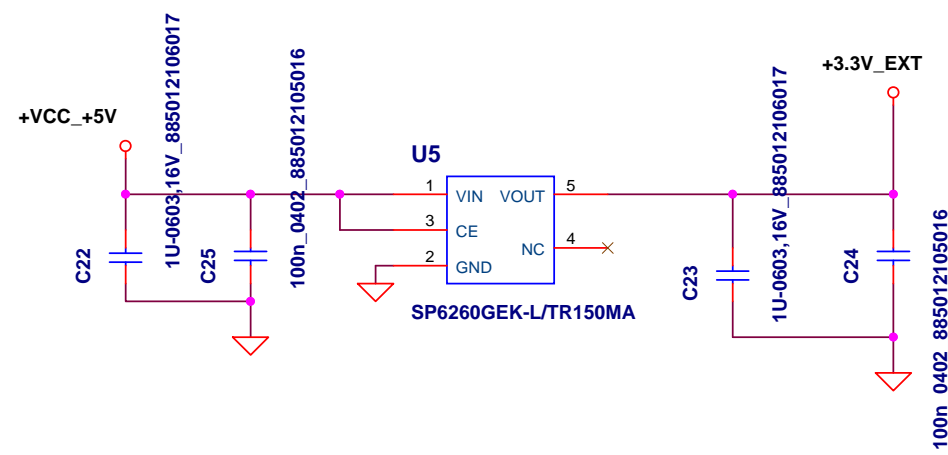 +VCC_+5V
C22
1U-0603,16V_885012106017
C25
100n_0402_885012105016
U5
1
VIN
3
CE
2
GND
VOUT
5
NC
4
SP6260GEK-L/TR150MA
C23
1U-0603,16V_885012106017
+3.3V_EXT
C24
100n_0402_885012105016